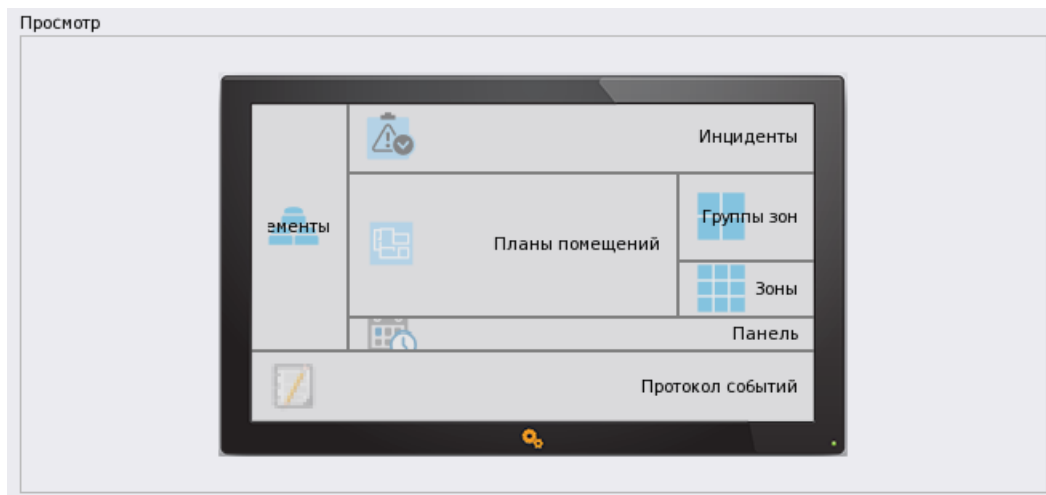 Просмотр
Инциденты
ементы
Планы помещений
Группы зон
Зоны
Панель
Протокол событий